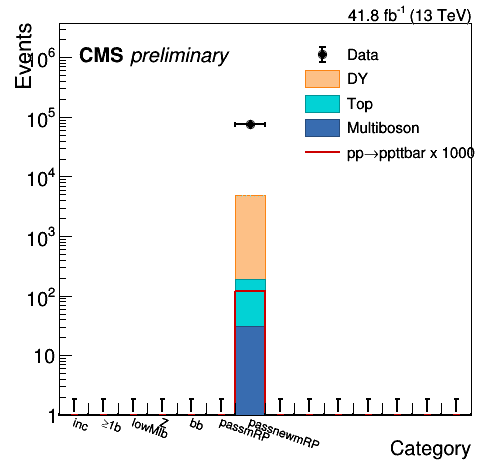 41.8 fb⁻¹ (13 TeV)
Events
CMS preliminary
Data
DY
Top
Multiboson
pp→ppttbar x 1000
10⁶
10⁵
10⁴
10³
10²
10
1
inc ≥1b lowMlb Z bb passmRP passnewmRP
Category